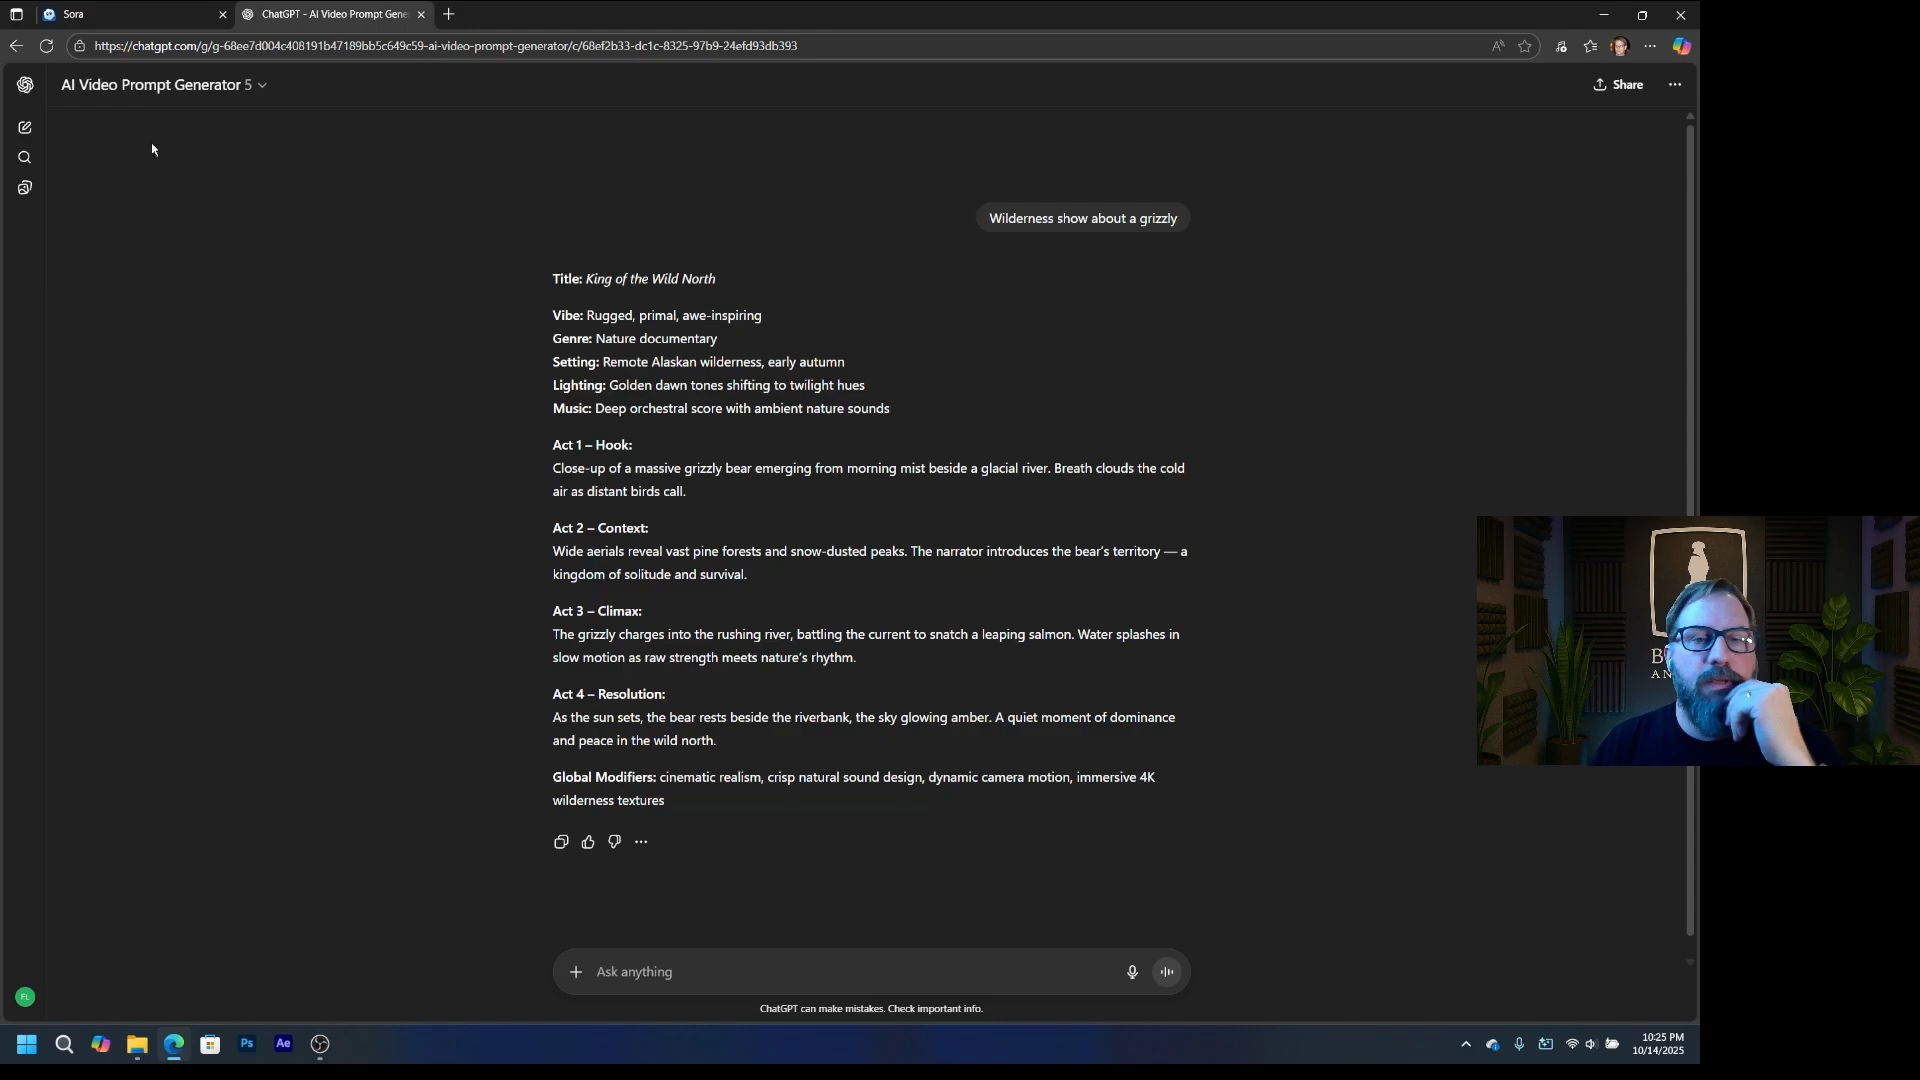 Sora
ChatGPT - AI Video Prompt Gene
https://chatgpt.com/g/g-68ee7d004c408191b47189bb5c649c59-ai-video-prompt-generator/c/68ef2b33-dc1c-8325-97b9-24efd93db393
AI Video Prompt Generator 5
Share
Wilderness show about a grizzly
Title: King of the Wild North
Vibe: Rugged, primal, awe-inspiring
Genre: Nature documentary
Setting: Remote Alaskan wilderness, early autumn
Lighting: Golden dawn tones shifting to twilight hues
Music: Deep orchestral score with ambient nature sounds
Act 1 – Hook:
Close-up of a massive grizzly bear emerging from morning mist beside a glacial river. Breath clouds the cold
air as distant birds call.
Act 2 – Context:
Wide aerials reveal vast pine forests and snow-dusted peaks. The narrator introduces the bear's territory — a
kingdom of solitude and survival.
Act 3 – Climax:
The grizzly charges into the rushing river, battling the current to snatch a leaping salmon. Water splashes in
slow motion as raw strength meets nature's rhythm.
Act 4 – Resolution:
As the sun sets, the bear rests beside the riverbank, the sky glowing amber. A quiet moment of dominance
and peace in the wild north.
Global Modifiers: cinematic realism, crisp natural sound design, dynamic camera motion, immersive 4K
wilderness textures
Ask anything
ChatGPT can make mistakes. Check important info.
FL
Ps
Ae
10:25 PM
10/14/2025